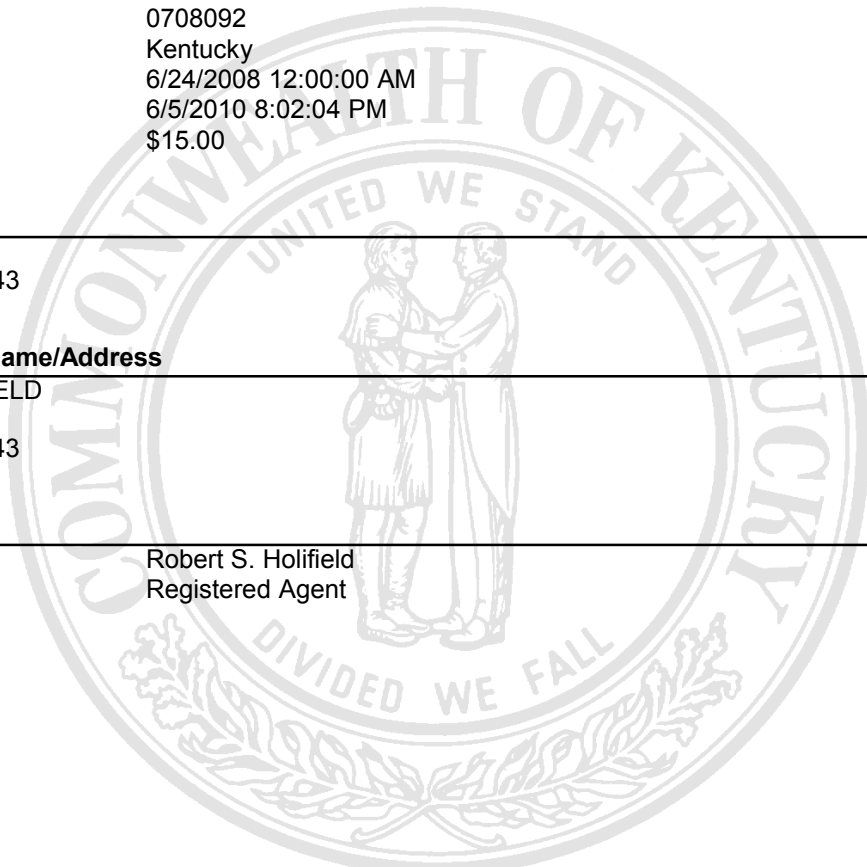 0708092
Kentucky
6/24/2008 12:00:00 AM
6/5/2010 8:02:04 PM
$15.00
43
ame/Address
ELD
43
Robert S. Holifield
Registered Agent
COMMONWEALTH OF KENTUCKY
UNITED WE STAND
DIVIDED WE FALL